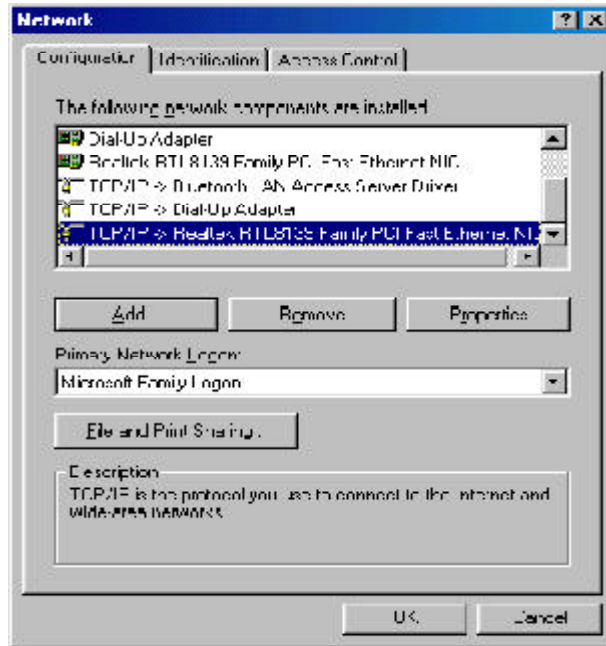 Network
Configuration Identification Access Control
The following network components are installed
Dial-Up Adapter
Realtek RTL8139 Family PCI Fast Ethernet NIC
TCP/IP -> Bluetooth LAN Access Server Driver
TCP/IP -> Dial-Up Adapter
TCP/IP -> Realtek RTL8139 Family PCI Fast Ethernet NIC
Add Remove Properties
Primary Network Logon:
Microsoft Family Logon
File and Print Sharing...
Description
TCP/IP is the protocol you use to connect to the Internet and
wide-area networks
OK Cancel